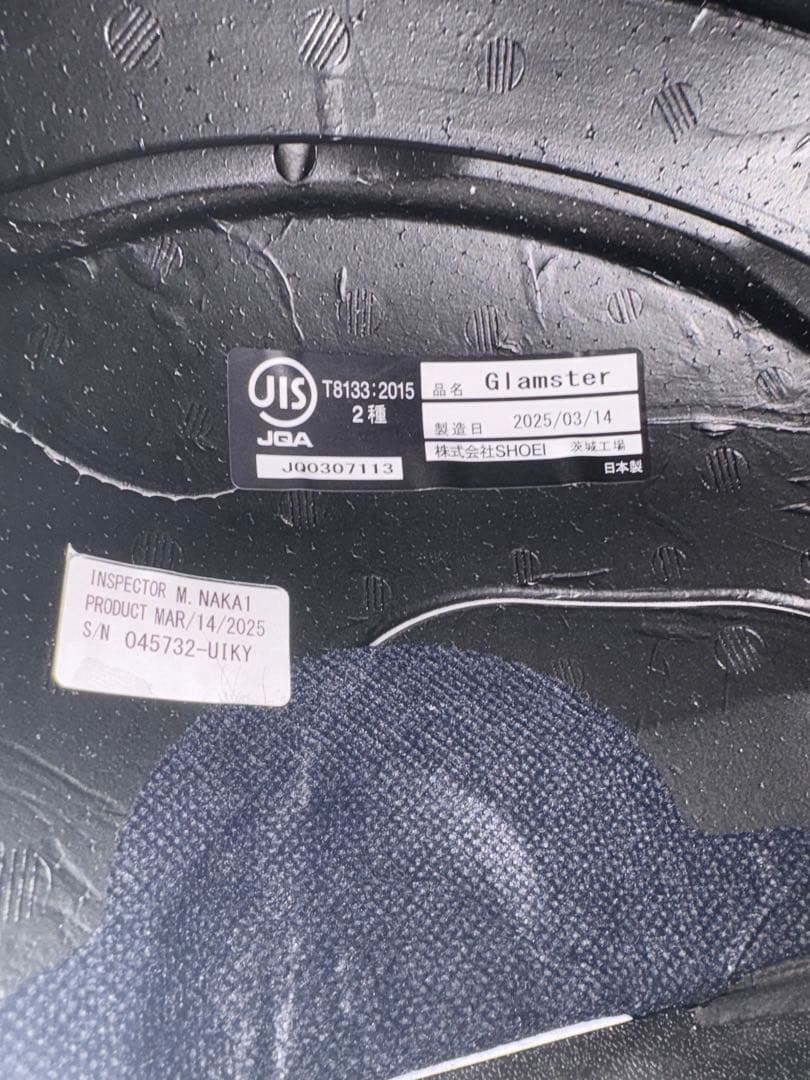 JIS
JQA
T8133:2015
2種
JQ0307113
品名 Glamster
製造日 2025/03/14
株式会社SHOEI 茨城工場
日本製
INSPECTOR M. NAKAI
PRODUCT MAR/14/2025
S/N 045732-UIKY